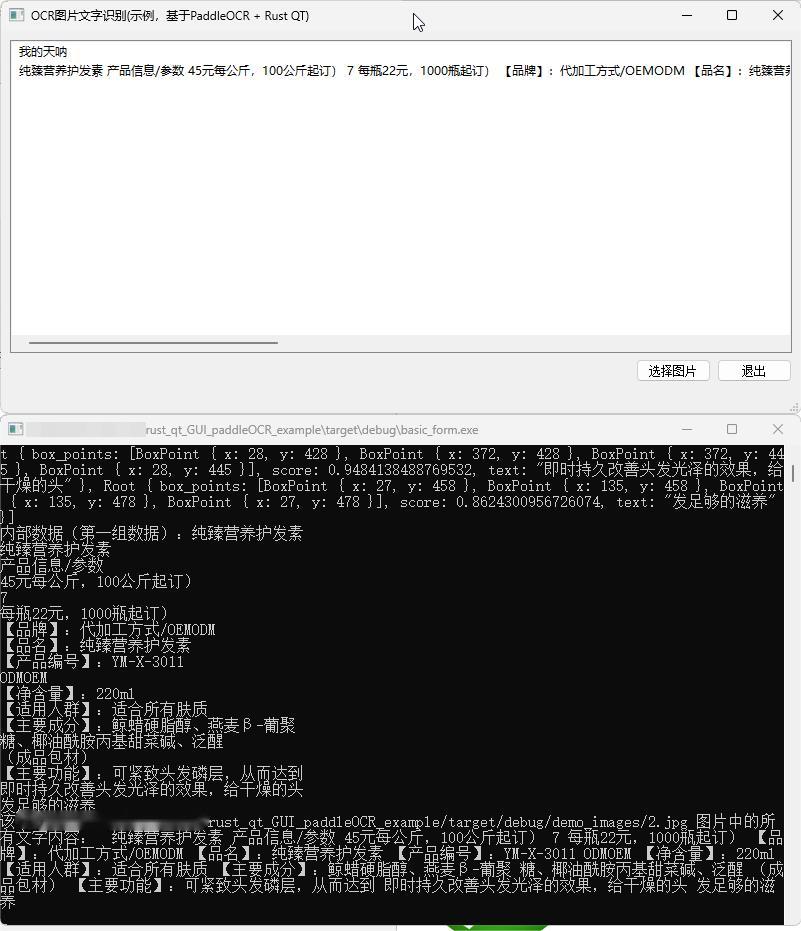 OCR图片文字识别(示例，基于PaddleOCR + Rust QT)
我的天呐
纯臻营养护发素 产品信息/参数 45元每公斤，100公斤起订） 7 每瓶22元，1000瓶起订） 【品牌】：代加工方式/OEMODM 【品名】：纯臻营养
选择图片
退出
rust_qt_GUI_paddleOCR_example\target\debug\basic_form.exe
t { box_points: [BoxPoint { x: 28, y: 428 }, BoxPoint { x: 372, y: 428 }, BoxPoint { x: 372, y: 44
5 }, BoxPoint { x: 28, y: 445 }], score: 0.9484138488769532, text: "即时持久改善头发光泽的效果，给
干燥的头" }, Root { box_points: [BoxPoint { x: 27, y: 458 }, BoxPoint { x: 135, y: 458 }, BoxPoint
{ x: 135, y: 478 }, BoxPoint { x: 27, y: 478 }], score: 0.8624300956726074, text: "发足够的滋养"
}]
内部数据（第一组数据）：纯臻营养护发素
纯臻营养护发素
产品信息/参数
45元每公斤，100公斤起订）
7
每瓶22元，1000瓶起订）
【品牌】：代加工方式/OEMODM
【品名】：纯臻营养护发素
【产品编号】：YM-X-3011
ODMOEM
【净含量】：220ml
【适用人群】：适合所有肤质
【主要成分】：鲸蜡硬脂醇、燕麦β-葡聚
糖、椰油酰胺丙基甜菜碱、泛醒
（成品包材）
【主要功能】：可紧致头发磷层，从而达到
即时持久改善头发光泽的效果，给干燥的头
发足够的滋养
该 rust_qt_GUI_paddleOCR_example/target/debug/demo_images/2.jpg 图片中的所
有文字内容： 纯臻营养护发素 产品信息/参数 45元每公斤，100公斤起订） 7 每瓶22元，1000瓶起订） 【品
牌】：代加工方式/OEMODM 【品名】：纯臻营养护发素 【产品编号】：YM-X-3011 ODMOEM 【净含量】：220ml
【适用人群】：适合所有肤质 【主要成分】：鲸蜡硬脂醇、燕麦β-葡聚 糖、椰油酰胺丙基甜菜碱、泛醒 （成
品包材） 【主要功能】：可紧致头发磷层，从而达到 即时持久改善头发光泽的效果，给干燥的头 发足够的滋
养